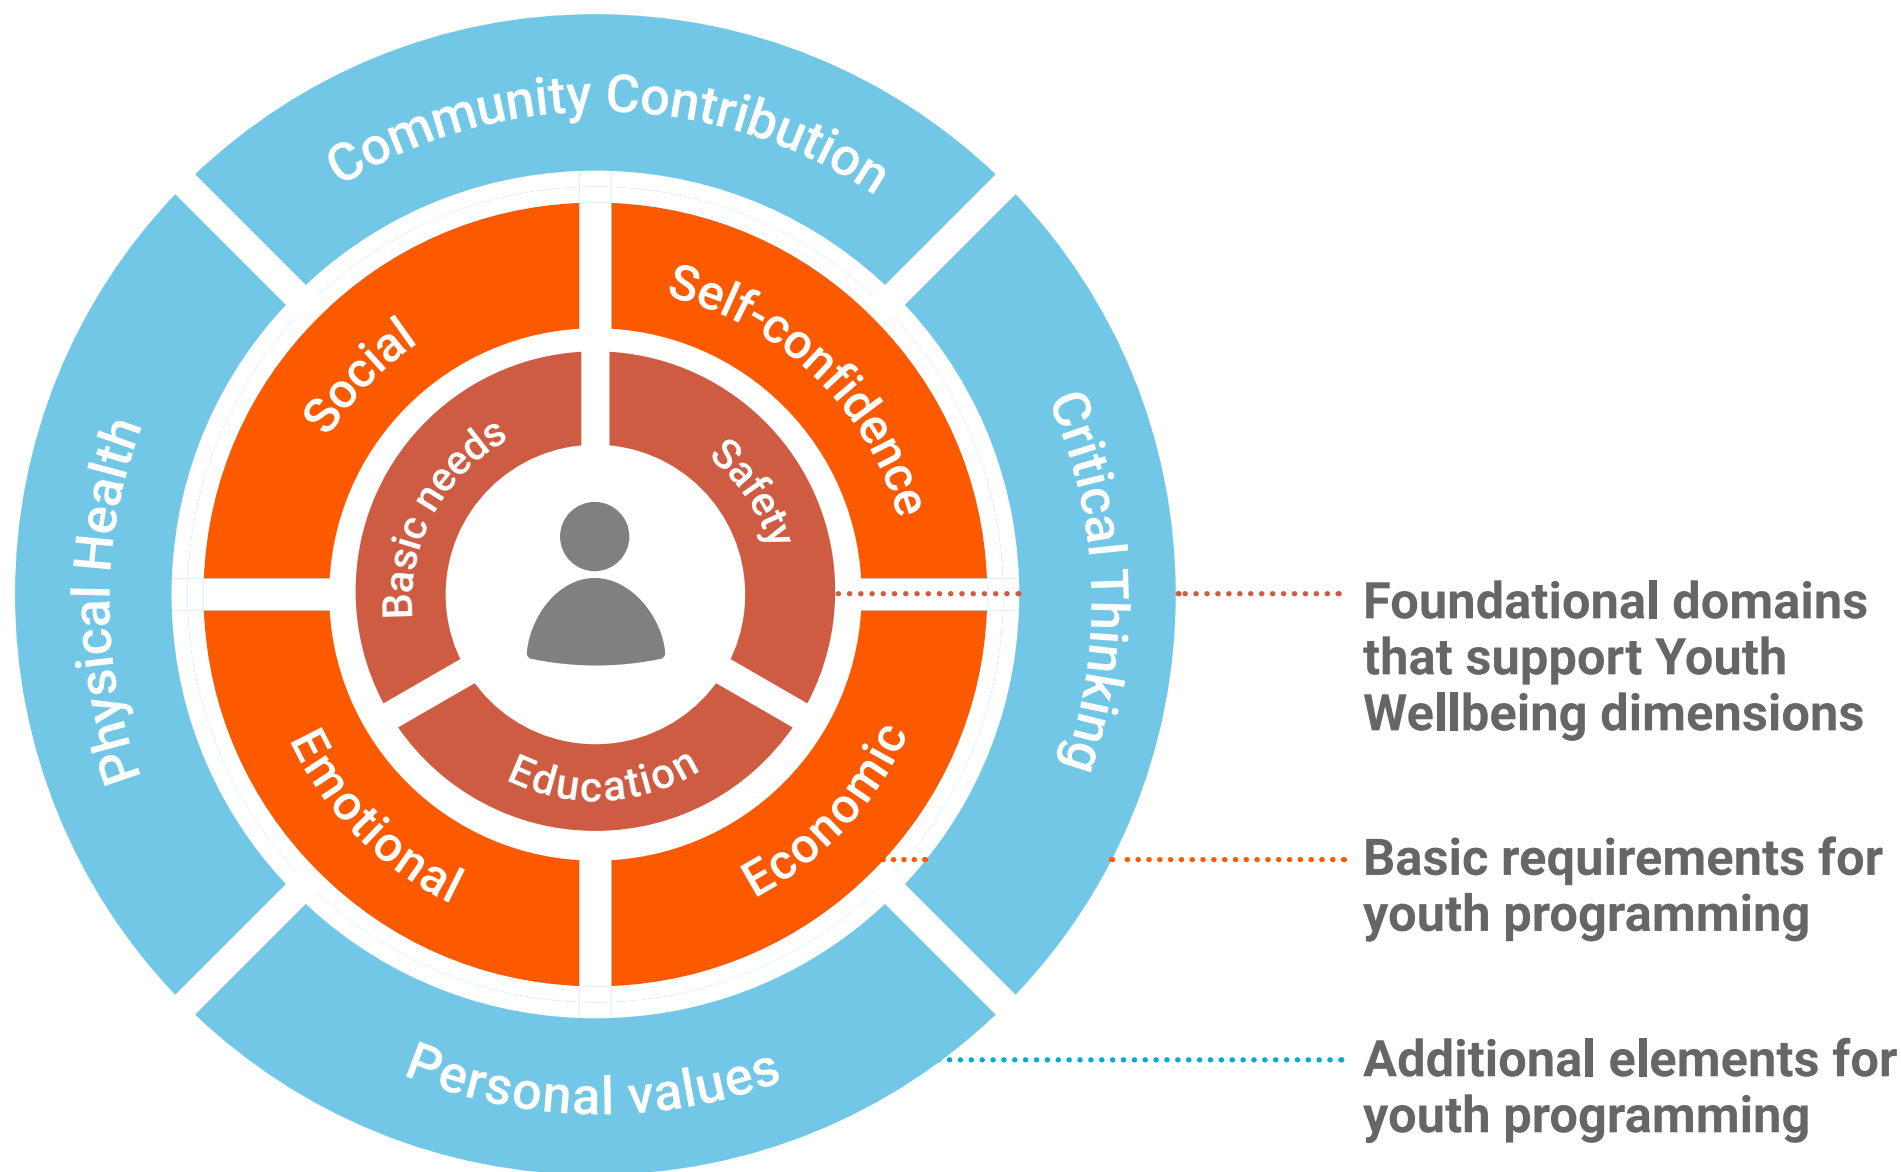 Community Contribution
Self-confidence
Social
Critical Thinking
Physical Health
Basic needs
Safety
Education
Emotional
Economic
Personal values
Foundational domains
that support Youth
Wellbeing dimensions
Basic requirements for
youth programming
Additional elements for
youth programming